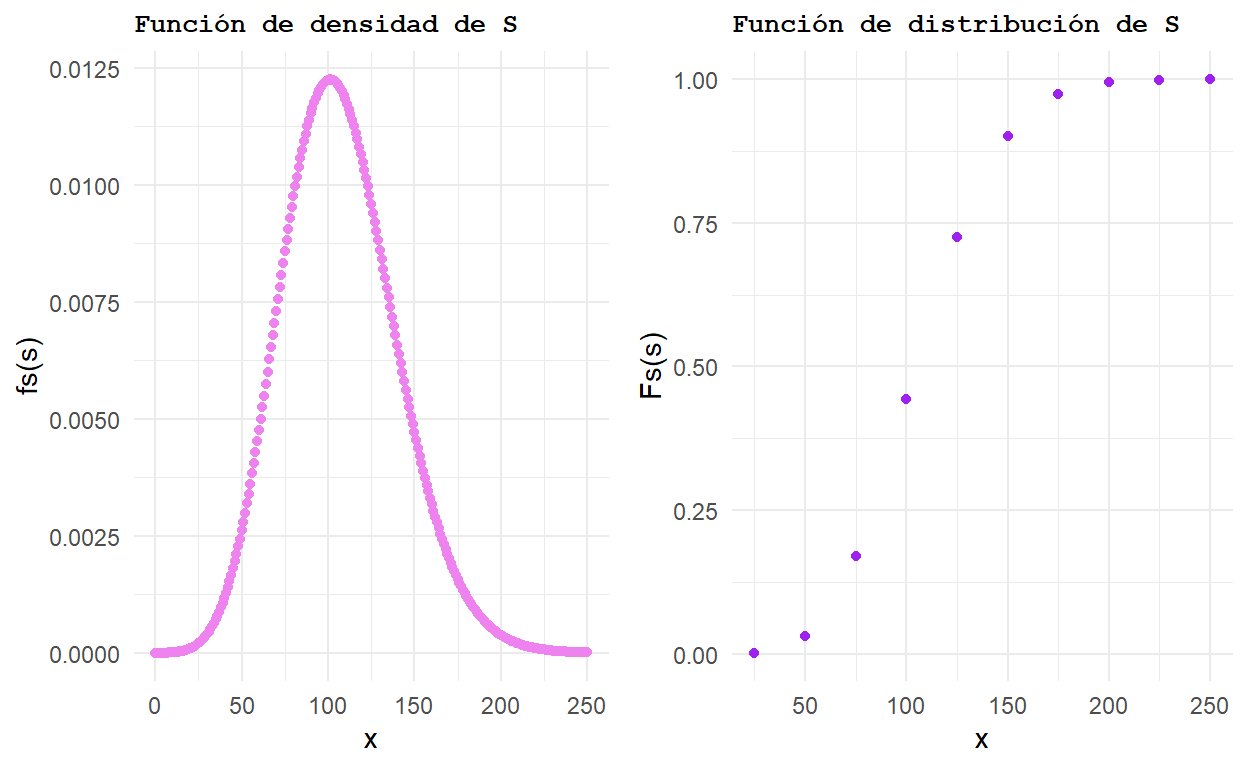 Función de densidad de S
0.0125
0.0100
0.0075
0.0050
0.0025
0.0000
fs(s)
0 50 100 150 200 250
x
Función de distribución de S
1.00
0.75
0.50
0.25
0.00
Fs(s)
50 100 150 200 250
x